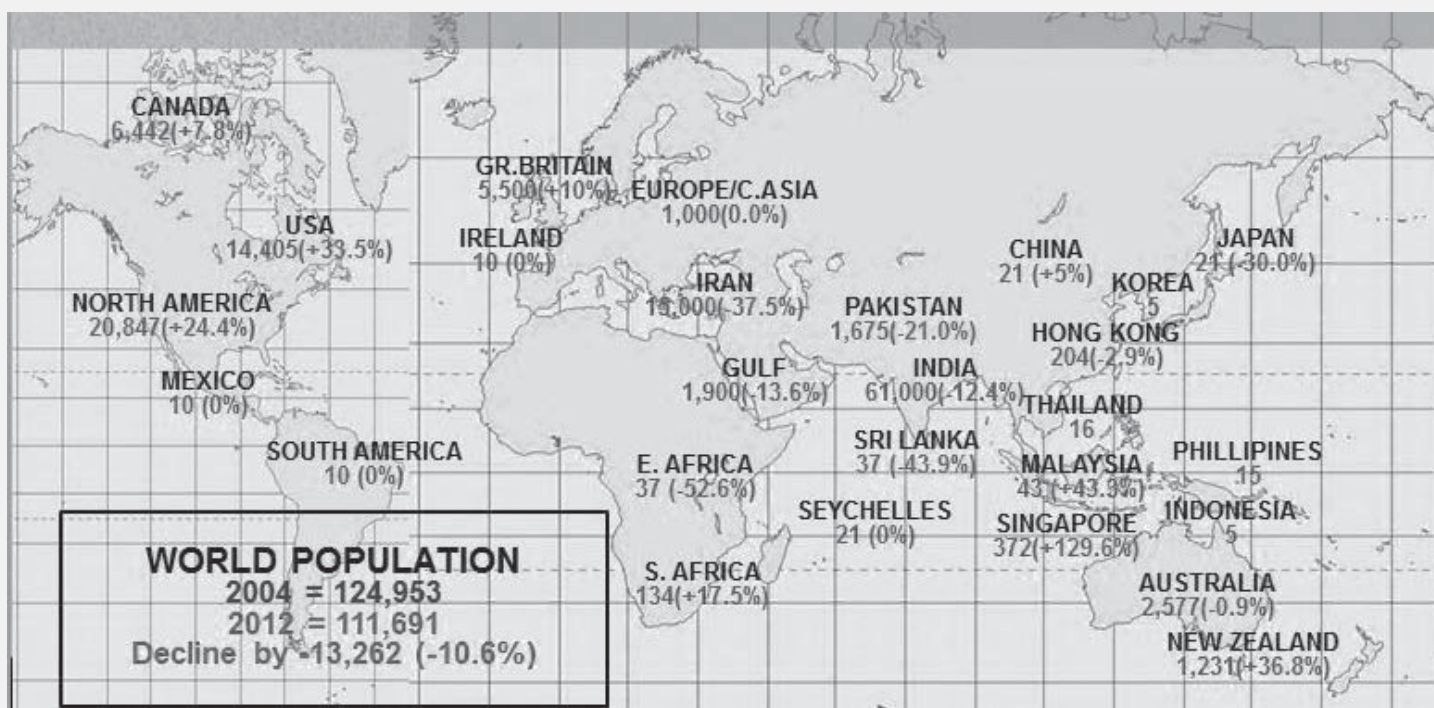 CANADA
6,442(+7.8%)
GR.BRITAIN
5,500(+10%)
EUROPE/C.ASIA
1,000(0.0%)
USA
14,405(+33.5%)
IRELAND
10 (0%)
CHINA
21 (+5%)
JAPAN
21 (-30.0%)
KOREA
5
NORTH AMERICA
20,847(+24.4%)
IRAN
15,000(-37.5%)
PAKISTAN
1,675(-21.0%)
HONG KONG
204(-2.9%)
MEXICO
10 (0%)
GULF
1,900(-13.6%)
INDIA
61,000(-12.4%)
THAILAND
16
SOUTH AMERICA
10 (0%)
E. AFRICA
37 (-52.6%)
SRI LANKA
37 (-43.9%)
MALAYSIA
43 (+43.3%)
PHILLIPINES
15
SEYCHELLES
21 (0%)
SINGAPORE
372(+129.6%)
INDONESIA
5
S. AFRICA
134(+17.5%)
AUSTRALIA
2,577(-0.9%)
NEW ZEALAND
1,231(+36.8%)
WORLD POPULATION
2004 = 124,953
2012 = 111,691
Decline by -13,262 (-10.6%)